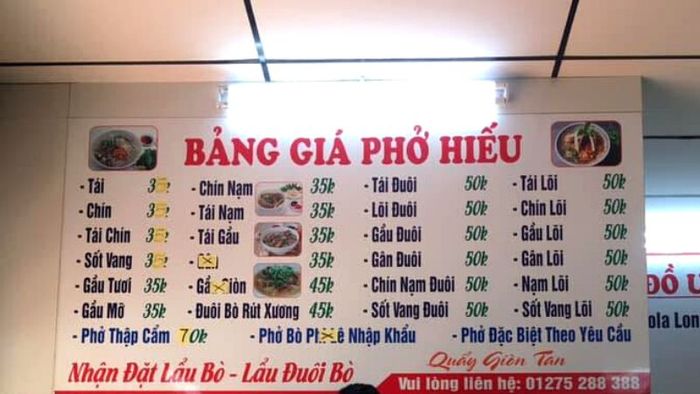 BẢNG GIÁ PHỞ HIẾU
- Tái
- Chín Nạm 35k
- Tái Đuôi 50k
- Tái Lõi 50k
- Chín
- Tái Nạm 35k
- Lõi Đuôi 50k
- Chín Lõi 50k
- Tái Chín
- Tái Gầu 35k
- Gầu Đuôi 50k
- Gầu Lõi 50k
- Sốt Vang
35k
- Gân Đuôi 50k
- Gân Lõi 50k
- Gầu Tươi 35k
45k
- Chín Nạm Đuôi 50k
- Nạm Lõi 50k
- Gầu Mỡ 35k
- Đuôi Bò Rút Xương 45k
- Sốt Vang Đuôi 50k
- Sốt Vang Lõi 50k
- Phở Thập Cẩm 70k
- Phở Bò Nhập Khẩu
- Phở Đặc Biệt Theo Yêu Cầu
Nhận Đặt Lẩu Bò - Lẩu Đuôi Bò
Quẩy Giòn Tan
Vui lòng liên hệ: 01275 288 388
ĐỒ U
ola Lon